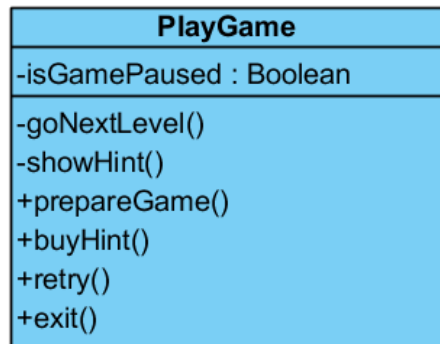 PlayGame
-isGamePaused : Boolean
-goNextLevel()
-showHint()
+prepareGame()
+buyHint()
+retry()
+exit()